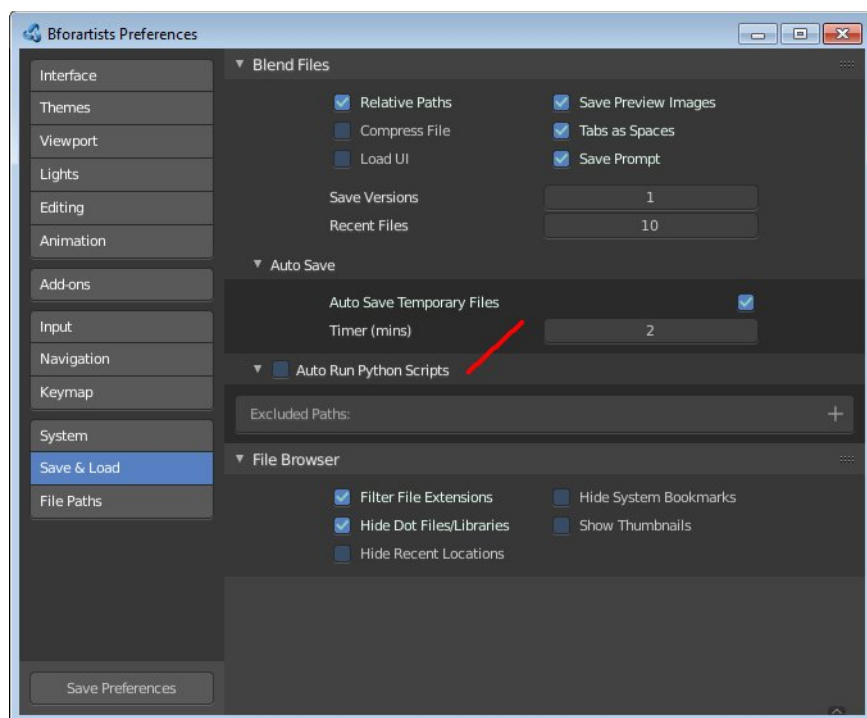 Bforartists Preferences
Interface
Themes
Viewport
Lights
Editing
Animation
Add-ons
Input
Navigation
Keymap
System
Save & Load
File Paths
Save Preferences
Blend Files
Relative Paths
Save Preview Images
Compress File
Tabs as Spaces
Load UI
Save Prompt
Save Versions 1
Recent Files 10
Auto Save
Auto Save Temporary Files
Timer (mins) 2
Auto Run Python Scripts
Excluded Paths:
File Browser
Filter File Extensions
Hide System Bookmarks
Hide Dot Files/Libraries
Show Thumbnails
Hide Recent Locations